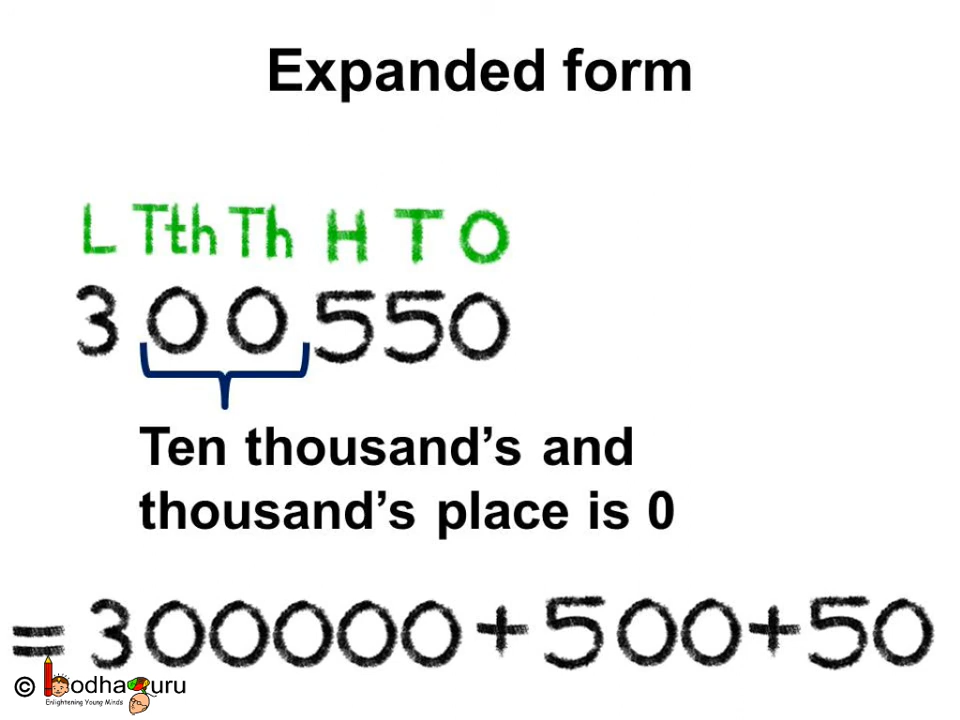 Expanded form
L Tth Th H T O
3 0 0 5 5 0
Ten thousand’s and
thousand’s place is 0
=300000+500+50
© BodhaGuru
Enlightening Young Minds